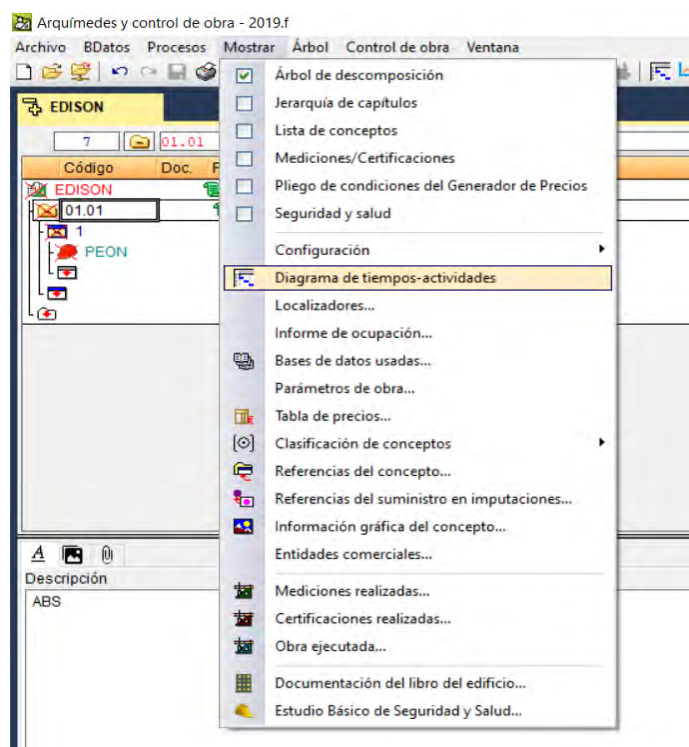 Arquímedes y control de obra - 2019.f
Archivo BDatos Procesos Mostrar Árbol Control de obra Ventana
EDISON
7 01.01
Código Doc. F
EDISON
01.01
1
PEON
Árbol de descomposición
Jerarquía de capítulos
Lista de conceptos
Mediciones/Certificaciones
Pliego de condiciones del Generador de Precios
Seguridad y salud
Configuración
Diagrama de tiempos-actividades
Localizadores...
Informe de ocupación...
Bases de datos usadas...
Parámetros de obra...
Tabla de precios...
Clasificación de conceptos
Referencias del concepto...
Referencias del suministro en imputaciones...
Información gráfica del concepto...
Entidades comerciales...
Mediciones realizadas...
Certificaciones realizadas...
Obra ejecutada...
Documentación del libro del edificio...
Estudio Básico de Seguridad y Salud...
A
Descripción
ABS